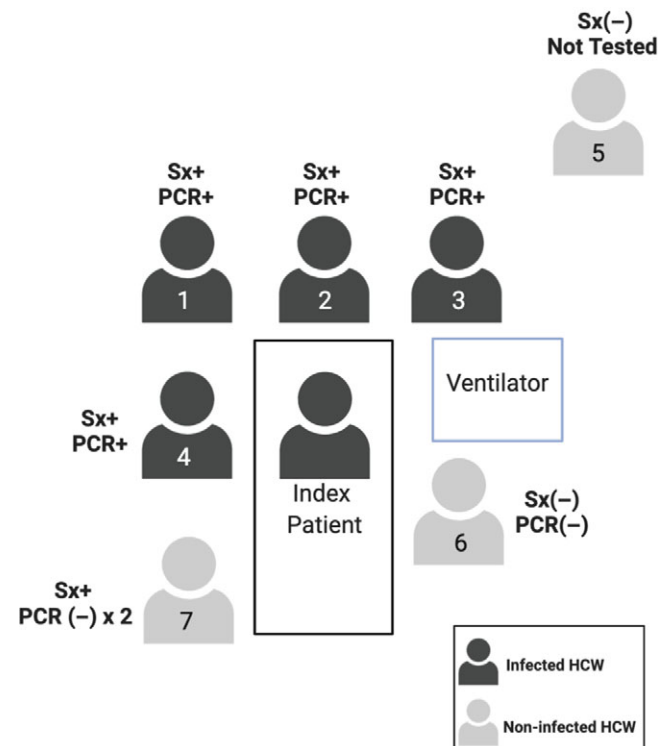 Sx(–)
Not Tested
5
Sx+
PCR+
Sx+
PCR+
Sx+
PCR+
1
2
3
Ventilator
Sx+
PCR+
4
Index
Patient
Sx(–)
PCR(–)
6
Sx+
PCR (–) x 2
7
Infected HCW
Non-infected HCW